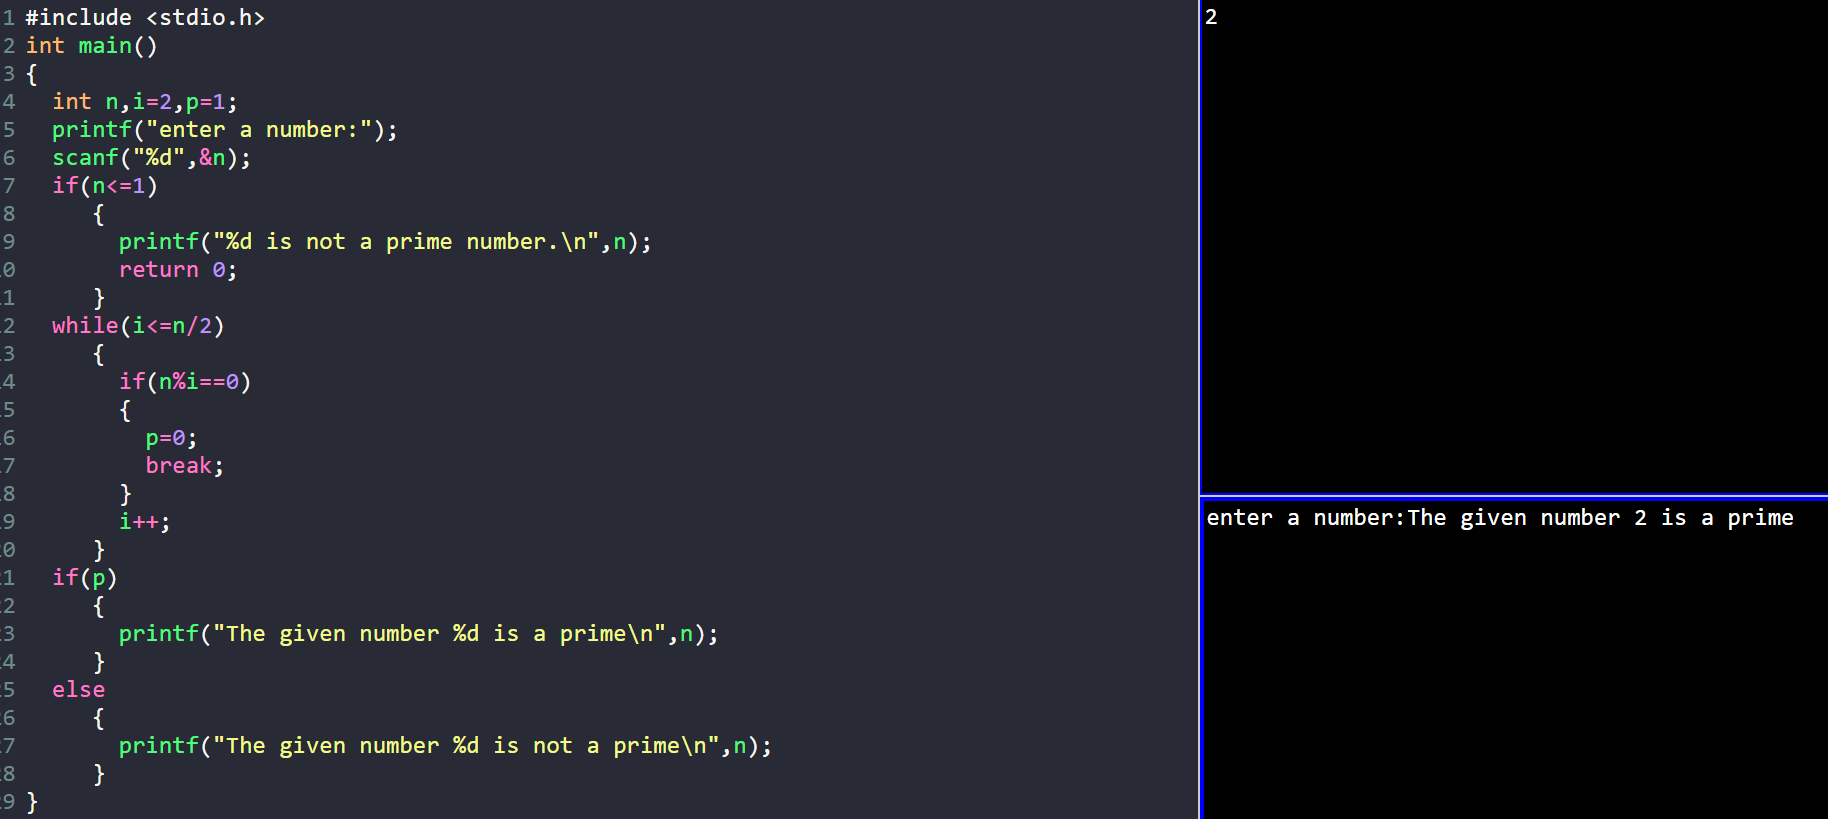 1 #include <stdio.h>
2 int main()
3 {
4   int n,i=2,p=1;
5   printf("enter a number:");
6   scanf("%d",&n);
7   if(n<=1)
8      {
9        printf("%d is not a prime number.\n",n);
0        return 0;
1      }
2   while(i<=n/2)
3      {
4        if(n%i==0)
5        {
6          p=0;
7          break;
8        }
9        i++;
0      }
1   if(p)
2      {
3        printf("The given number %d is a prime\n",n);
4      }
5   else
6      {
7        printf("The given number %d is not a prime\n",n);
8      }
9 }
2
enter a number:The given number 2 is a prime